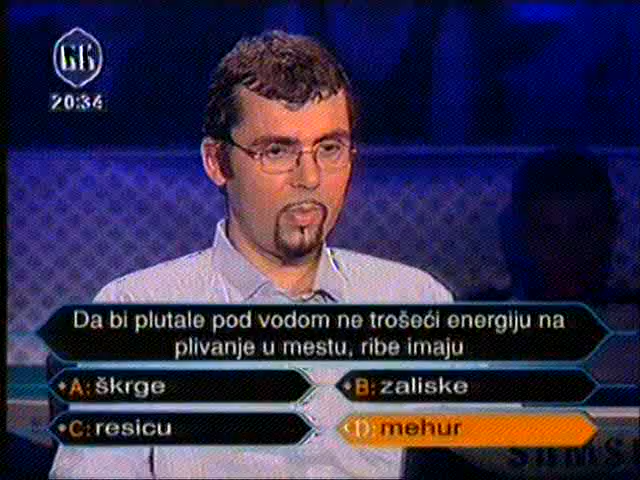 БК
20:34
Da bi plutale pod vodom ne trošeći energiju na
plivanje u mestu, ribe imaju
A: škrge
B: zaliske
C: resicu
D: mehur